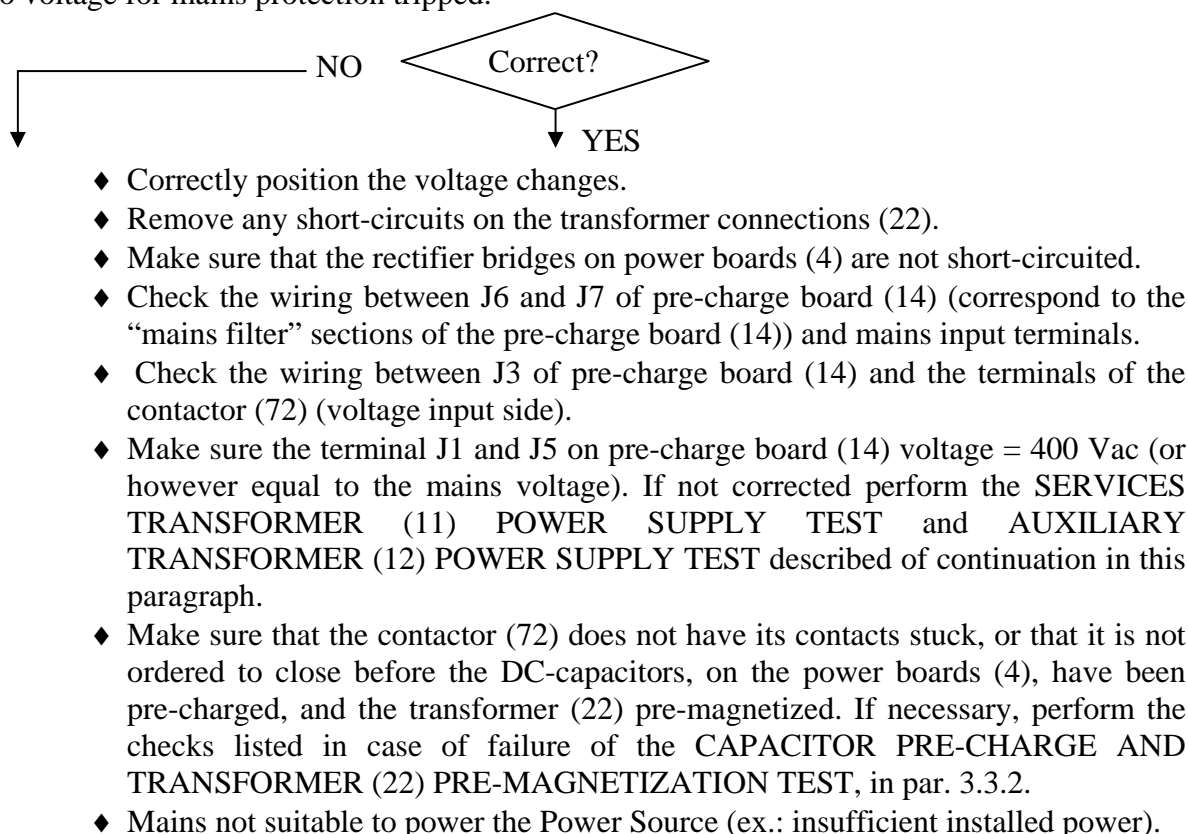 voltage for mains protection tripped.
NO
Correct?
YES
♦ Correctly position the voltage changes.
♦ Remove any short-circuits on the transformer connections (22).
♦ Make sure that the rectifier bridges on power boards (4) are not short-circuited.
♦ Check the wiring between J6 and J7 of pre-charge board (14) (correspond to the
“mains filter” sections of the pre-charge board (14)) and mains input terminals.
♦ Check the wiring between J3 of pre-charge board (14) and the terminals of the
contactor (72) (voltage input side).
♦ Make sure the terminal J1 and J5 on pre-charge board (14) voltage = 400 Vac (or
however equal to the mains voltage). If not corrected perform the SERVICES
TRANSFORMER (11) POWER SUPPLY TEST and AUXILIARY
TRANSFORMER (12) POWER SUPPLY TEST described of continuation in this
paragraph.
♦ Make sure that the contactor (72) does not have its contacts stuck, or that it is not
ordered to close before the DC-capacitors, on the power boards (4), have been
pre-charged, and the transformer (22) pre-magnetized. If necessary, perform the
checks listed in case of failure of the CAPACITOR PRE-CHARGE AND
TRANSFORMER (22) PRE-MAGNETIZATION TEST, in par. 3.3.2.
♦ Mains not suitable to power the Power Source (ex.: insufficient installed power).